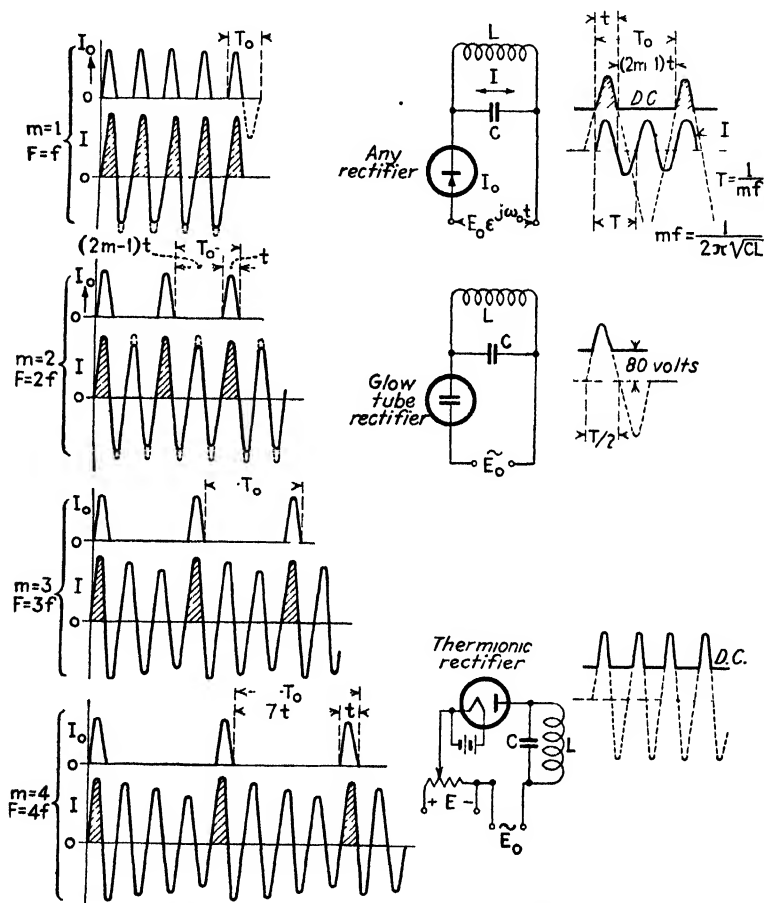 I₀
T₀
0
m=1
F=f
I
0
(2m-1)t
T₀
t
I₀
0
m=2
F=2f
I
0
T₀
I₀
0
m=3
F=3f
I
0
T₀
7t
t
I₀
0
m=4
F=4f
I
0
L
I
C
Any
rectifier
I₀
E₀ε^jω₀t
t
T₀
(2m-1)t
D.C.
I
T=1/mf
T
mf=1/2π√CL
L
C
Glow
tube
rectifier
E₀
80 volts
T/2
Thermionic
rectifier
C
L
+ E -
E₀
D.C.